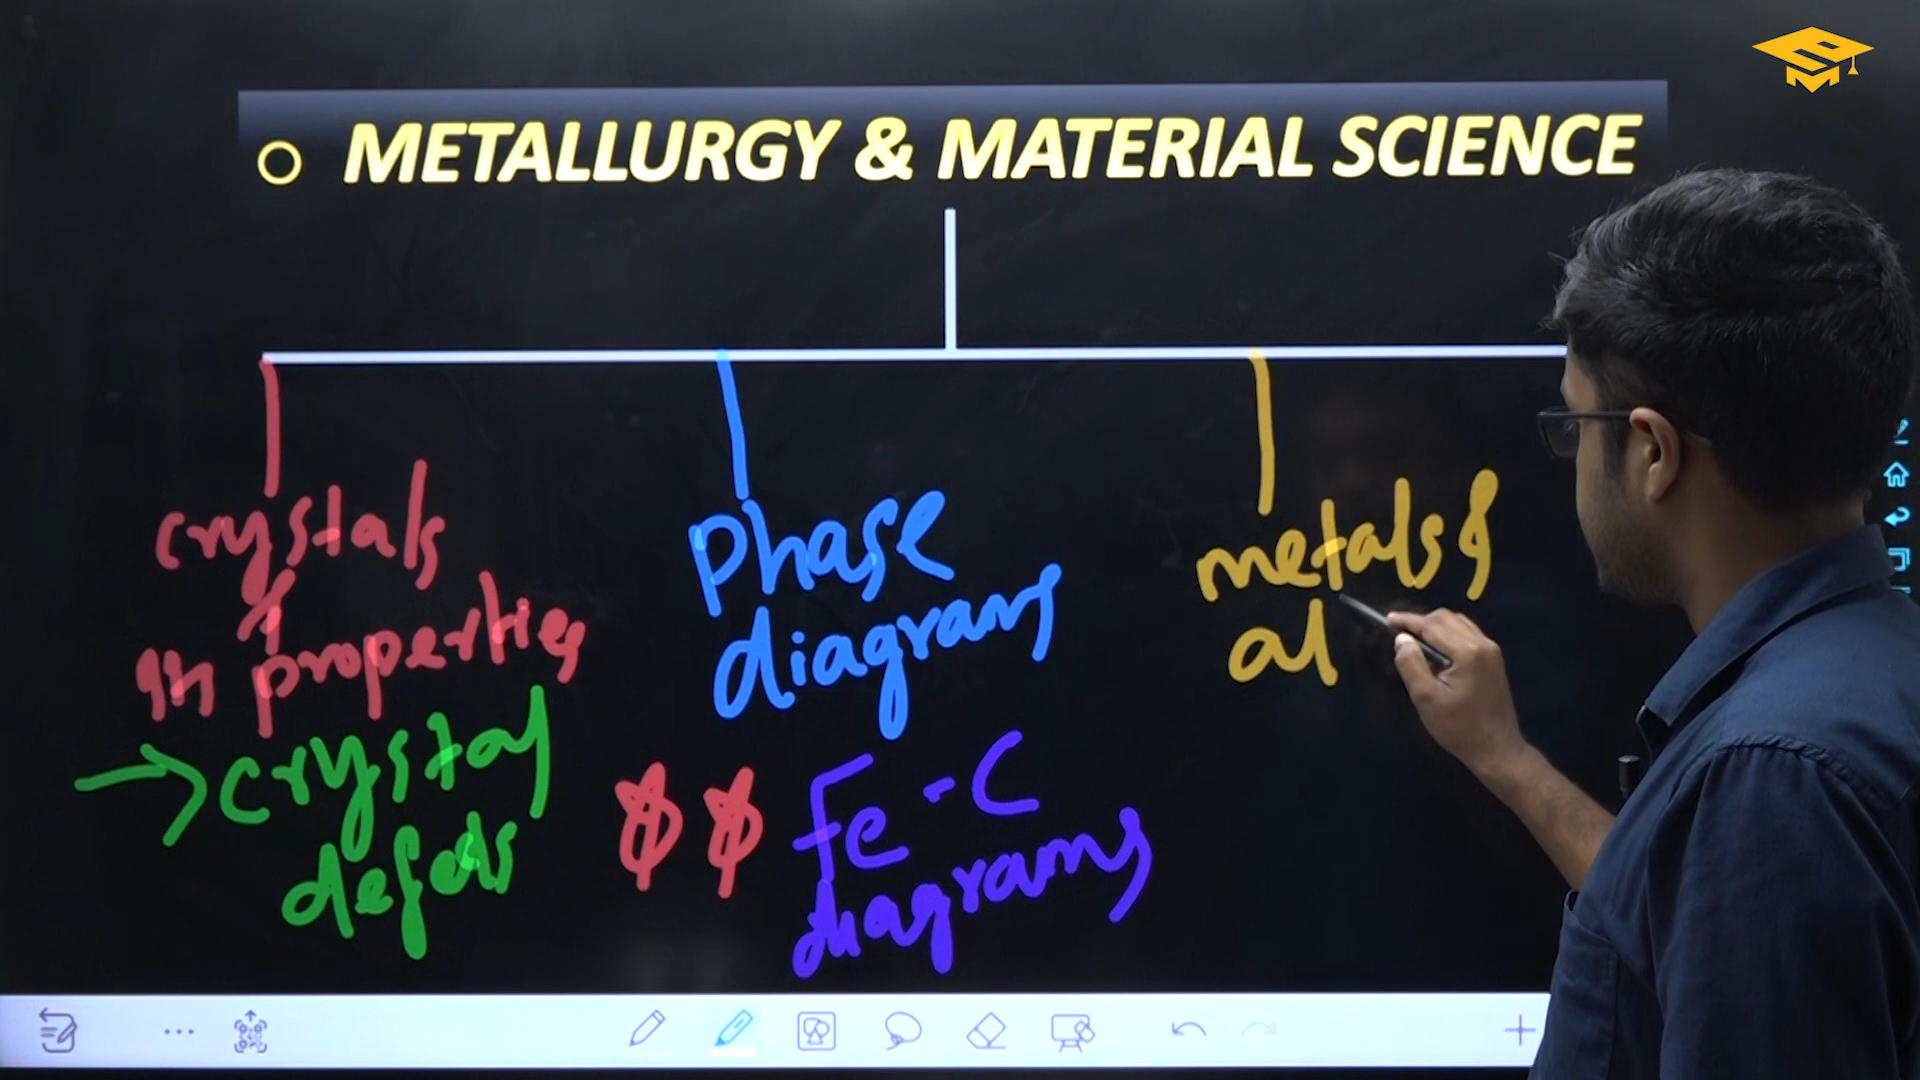 METALLURGY & MATERIAL SCIENCE
crystals
&
its properties
→ crystal
defects
phase
diagrams
Fe-C
diagrams
metals &
al